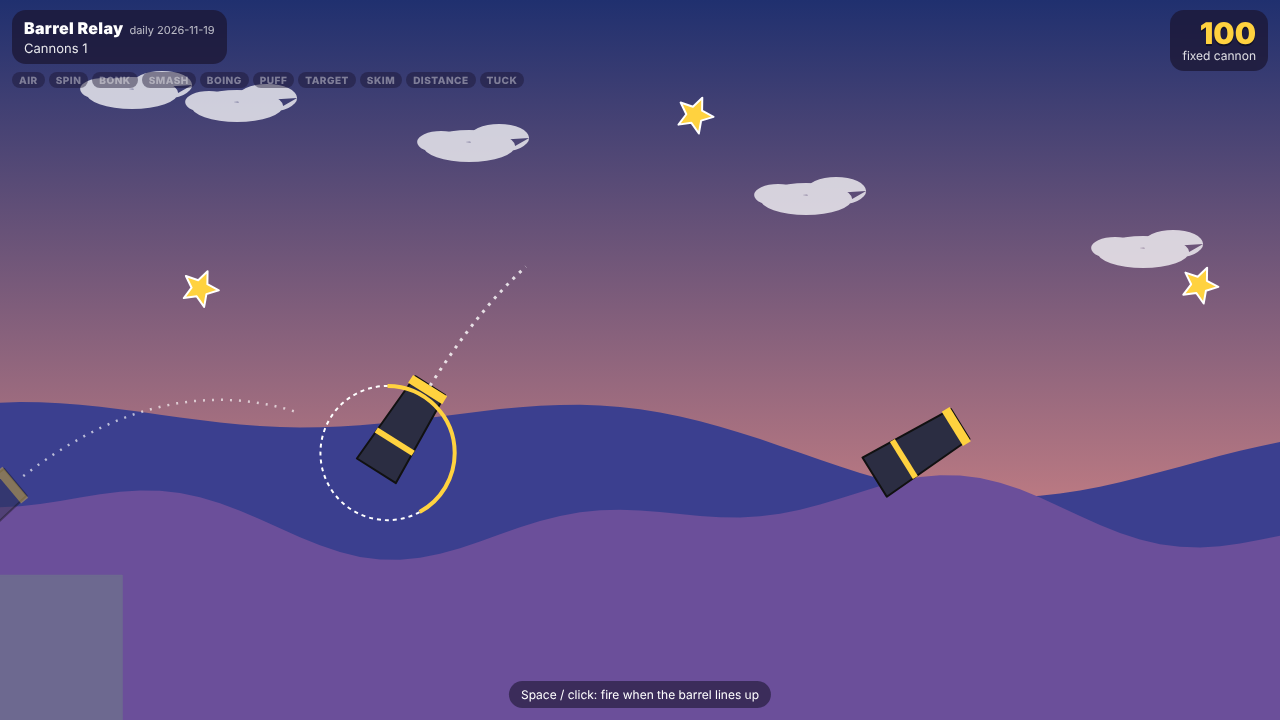 Barrel Relay daily 2026-11-19
Cannons 1
100
fixed cannon
AIR SPIN BONK SMASH BOING PUFF TARGET SKIM DISTANCE TUCK
Space / click: fire when the barrel lines up